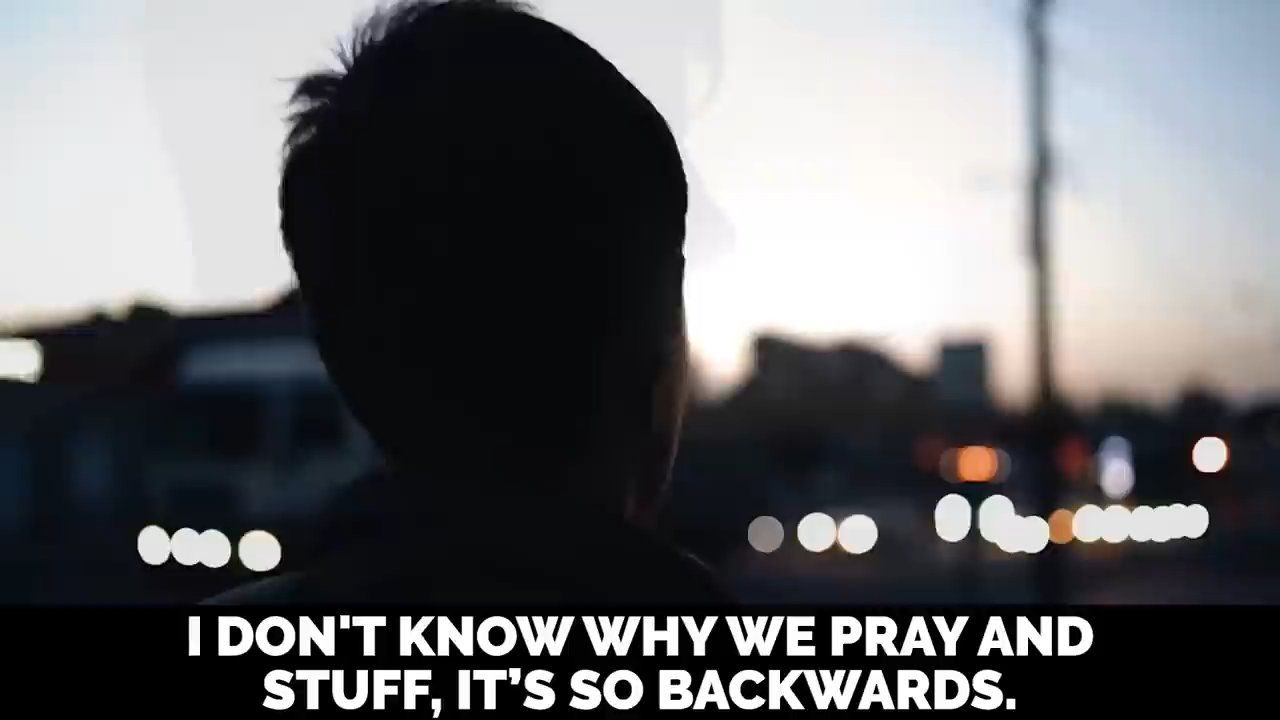 I DON'T KNOW WHY WE PRAY AND
STUFF, IT’S SO BACKWARDS.